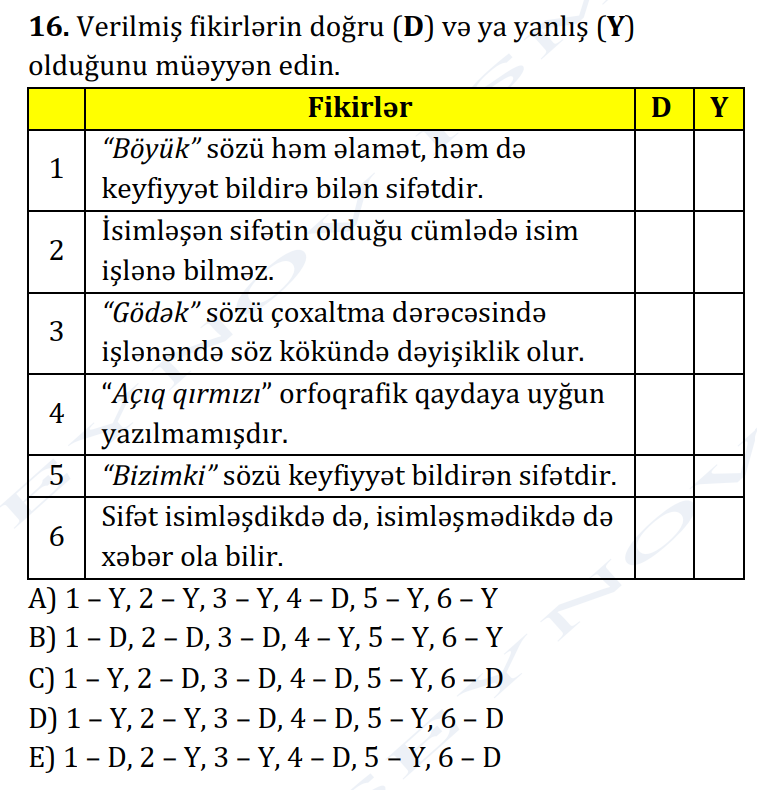 16. Verilmiş fikirlərin doğru (D) və ya yanlış (Y)
olduğunu müəyyən edin.
Fikirlər D Y
1 “Böyük” sözü həm əlamət, həm də
keyfiyyət bildirə bilən sifətdir.
2 İsimləşən sifətin olduğu cümlədə isim
işlənə bilməz.
3 “Gödək” sözü çoxaltma dərəcəsində
işlənəndə söz kökündə dəyişiklik olur.
4 “Açıq qırmızı” orfoqrafik qaydaya uyğun
yazılmamışdır.
5 “Bizimki” sözü keyfiyyət bildirən sifətdir.
6 Sifət isimləşdikdə də, isimləşmədikdə də
xəbər ola bilir.
A) 1 – Y, 2 – Y, 3 – Y, 4 – D, 5 – Y, 6 – Y
B) 1 – D, 2 – D, 3 – D, 4 – Y, 5 – Y, 6 – Y
C) 1 – Y, 2 – D, 3 – D, 4 – D, 5 – Y, 6 – D
D) 1 – Y, 2 – Y, 3 – D, 4 – D, 5 – Y, 6 – D
E) 1 – D, 2 – Y, 3 – Y, 4 – D, 5 – Y, 6 – D